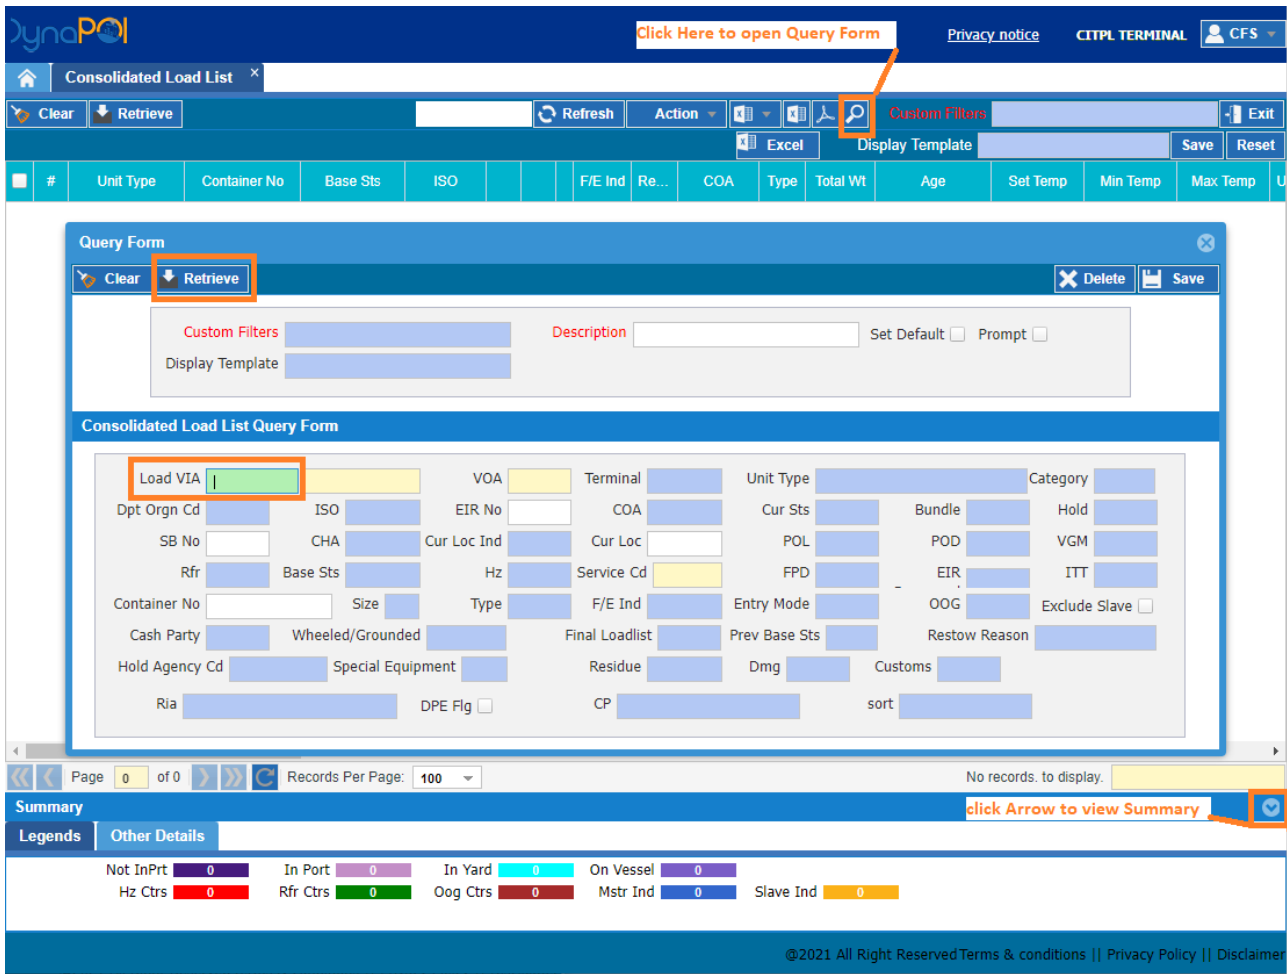 DynaPOI
Click Here to open Query Form
Privacy notice
CITPL TERMINAL
CFS
Consolidated Load List ×
Clear Retrieve Refresh Action Custom Filters Exit
Excel Display Template Save Reset
# Unit Type Container No Base Sts ISO F/E Ind Re... COA Type Total Wt Age Set Temp Min Temp Max Temp U
Query Form
Clear Retrieve Delete Save
Custom Filters Description Set Default Prompt
Display Template
Consolidated Load List Query Form
Load VIA VOA Terminal Unit Type Category
Dpt Orgn Cd ISO EIR No COA Cur Sts Bundle Hold
SB No CHA Cur Loc Ind Cur Loc POL POD VGM
Rfr Base Sts Hz Service Cd FPD EIR ITT
Container No Size Type F/E Ind Entry Mode OOG Exclude Slave
Cash Party Wheeled/Grounded Final Loadlist Prev Base Sts Restow Reason
Hold Agency Cd Special Equipment Residue Dmg Customs
Ria DPE Flg CP sort
Page 0 of 0 Records Per Page: 100 No records. to display.
Summary click Arrow to view Summary
Legends Other Details
Not InPrt 0 In Port 0 In Yard 0 On Vessel 0
Hz Ctrs 0 Rfr Ctrs 0 Oog Ctrs 0 Mstr Ind 0 Slave Ind 0
@2021 All Right Reserved Terms & conditions || Privacy Policy || Disclaimer